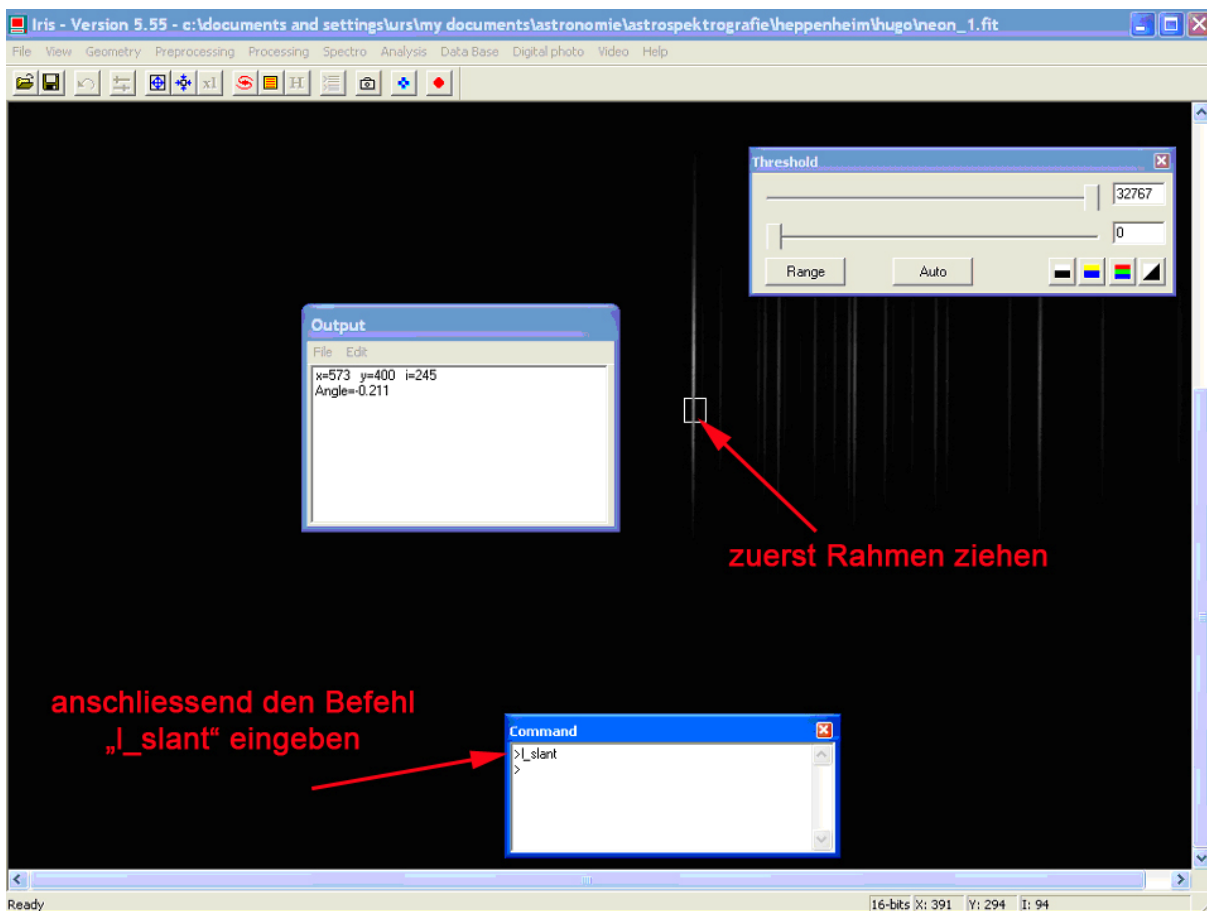 Iris - Version 5.55 - c:\documents and settings\urs\my documents\astronomie\astrospektrografie\heppenheim\hugo\neon_1.fit
File View Geometry Preprocessing Processing Spectro Analysis Data Base Digital photo Video Help
x1 H
Threshold
32767
0
Range Auto
Output
File Edit
x=573 y=400 i=245
Angle=-0.211
zuerst Rahmen ziehen
anschliessend den Befehl
„l_slant“ eingeben
Command
>l_slant
>
Ready 16-bits X: 391 Y: 294 I: 94